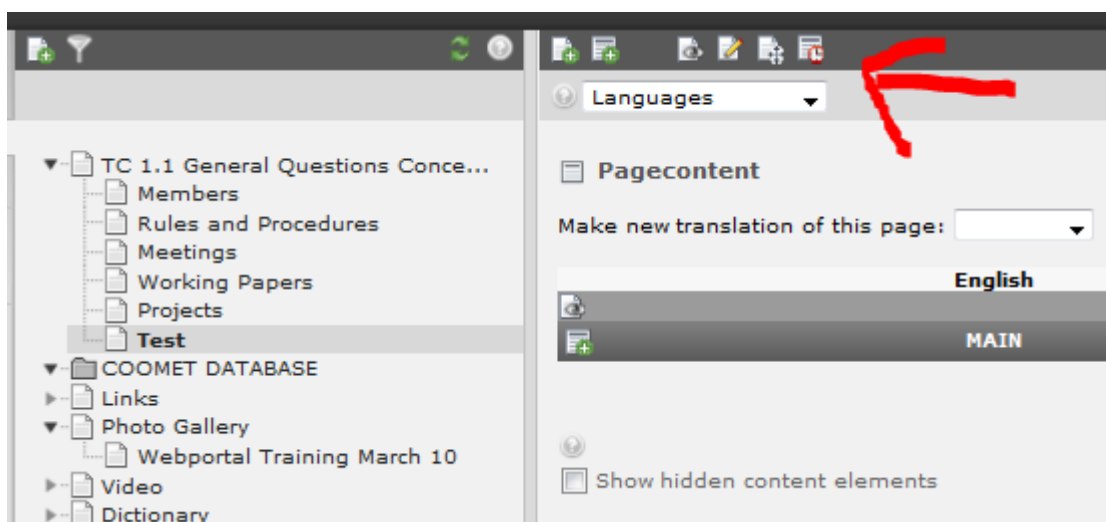 TC 1.1 General Questions Conce...
Members
Rules and Procedures
Meetings
Working Papers
Projects
Test
COOMET DATABASE
Links
Photo Gallery
Webportal Training March 10
Video
Dictionary
Languages
Pagecontent
Make new translation of this page:
English
MAIN
Show hidden content elements